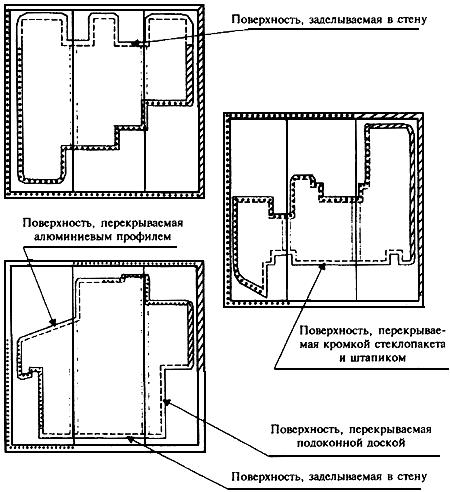 Поверхность, заделываемая в стену
Поверхность, перекрываемая
алюминиевым профилем
Поверхность, перекрывае-
мая кромкой стеклопакета
и штапиком
Поверхность, перекрываемая
подоконной доской
Поверхность, заделываемая в стену